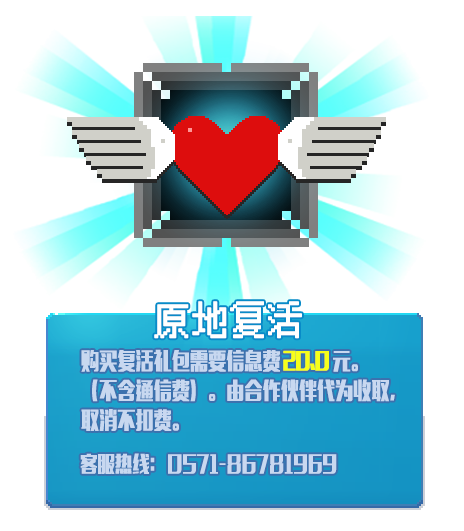 原地复活
购买复活礼包需要信息费20.0元。
（不含通信费）。由合作伙伴代为收取，
取消不扣费。
客服热线：0571-86781969